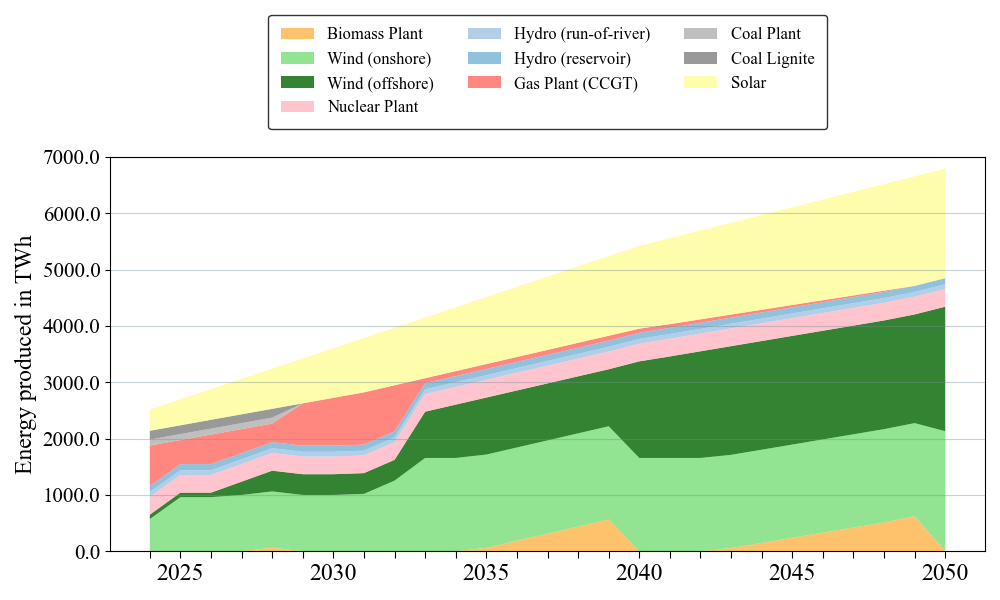 Biomass Plant
Wind (onshore)
Wind (offshore)
Nuclear Plant
Hydro (run-of-river)
Hydro (reservoir)
Gas Plant (CCGT)
Coal Plant
Coal Lignite
Solar
Energy produced in TWh
7000.0
6000.0
5000.0
4000.0
3000.0
2000.0
1000.0
0.0
2025
2030
2035
2040
2045
2050